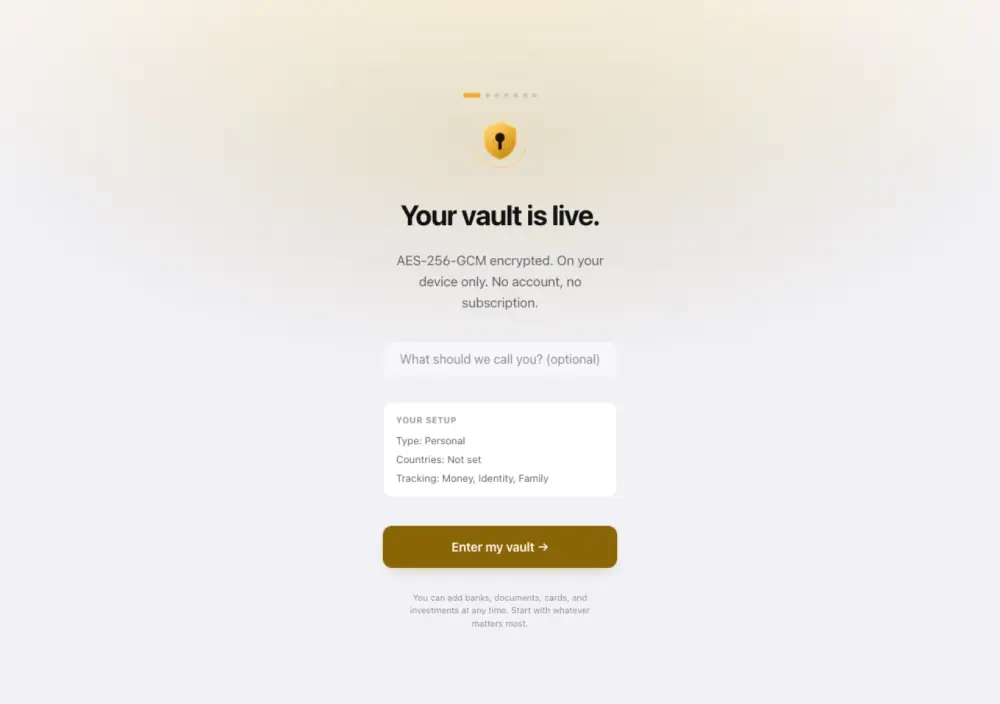 Your vault is live.
AES-256-GCM encrypted. On your
device only. No account, no
subscription.
What should we call you? (optional)
YOUR SETUP
Type: Personal
Countries: Not set
Tracking: Money, Identity, Family
Enter my vault →
You can add banks, documents, cards, and
investments at any time. Start with whatever
matters most.